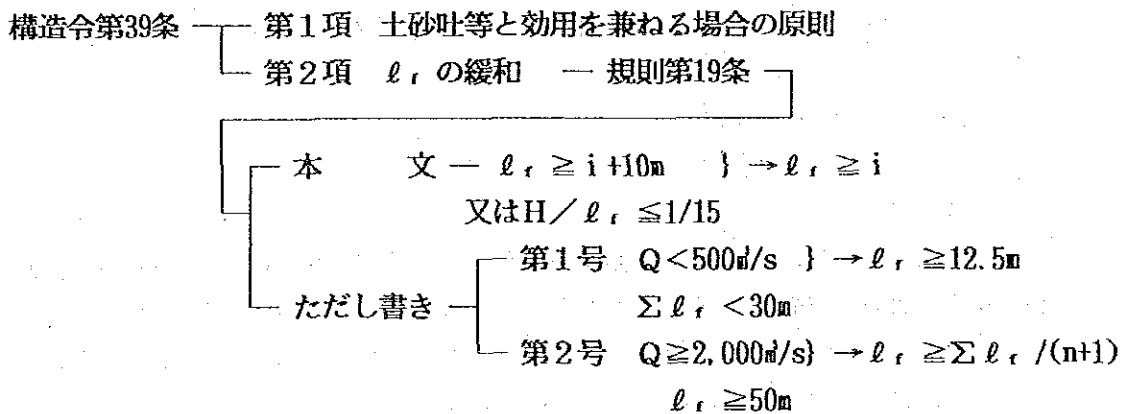 構造令第39条 第1項 土砂吐等と効用を兼ねる場合の原則
第2項 ℓf の緩和 ― 規則第19条
本 文 ― ℓf ≧ i+10m } → ℓf ≧ i
又はH/ℓf ≦1/15
第1号 Q<500㎥/s } → ℓf ≧12.5m
ただし書き Σℓf <30m
第2号 Q≧2,000㎥/s} → ℓf ≧Σℓf /(n+1)
ℓf ≧50m